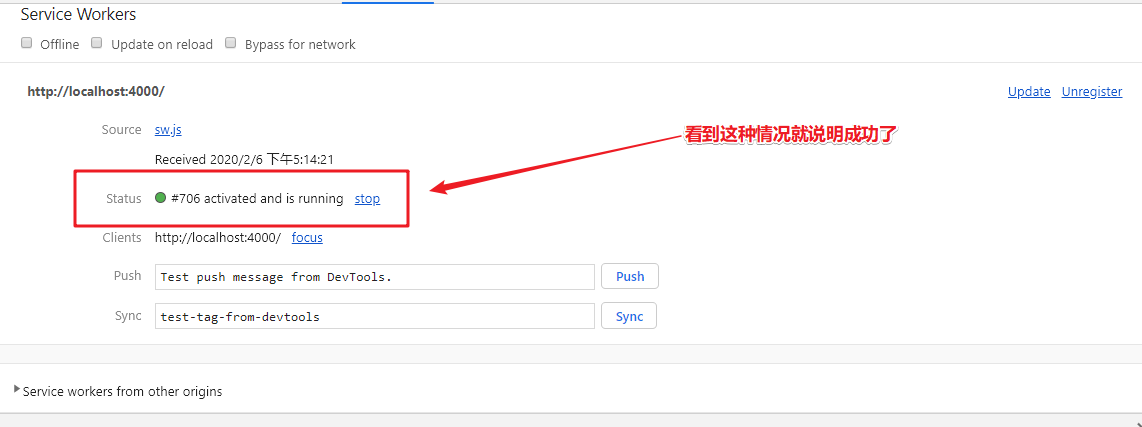 Service Workers
Offline Update on reload Bypass for network
http://localhost:4000/ Update Unregister
Source sw.js
看到这种情况就说明成功了
Received 2020/2/6 下午5:14:21
Status #706 activated and is running stop
Clients http://localhost:4000/ focus
Push Test push message from DevTools. Push
Sync test-tag-from-devtools Sync
Service workers from other origins